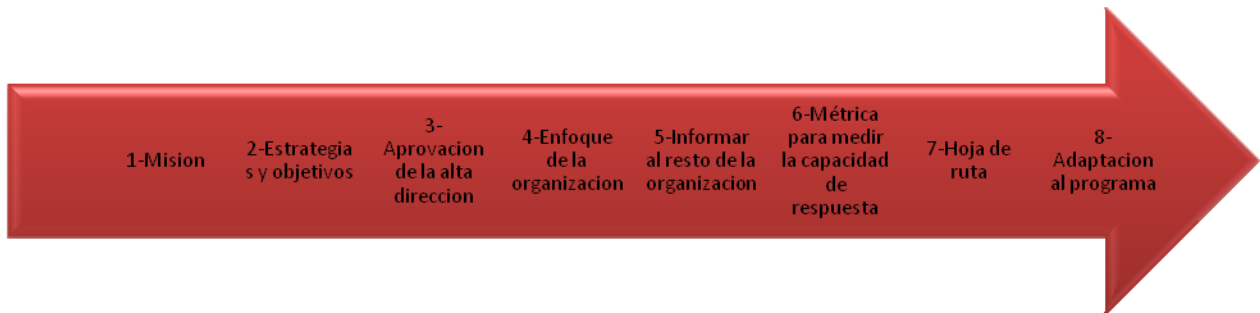 1-Mision
2-Estrategia
s y objetivos
3-
Aprovacion
de la alta
direccion
4-Enfoque
de la
organizacion
5-Informar
al resto de la
organizacion
6-Métrica
para medir
la capacidad
de
respuesta
7-Hoja de
ruta
8-
Adaptacion
al programa